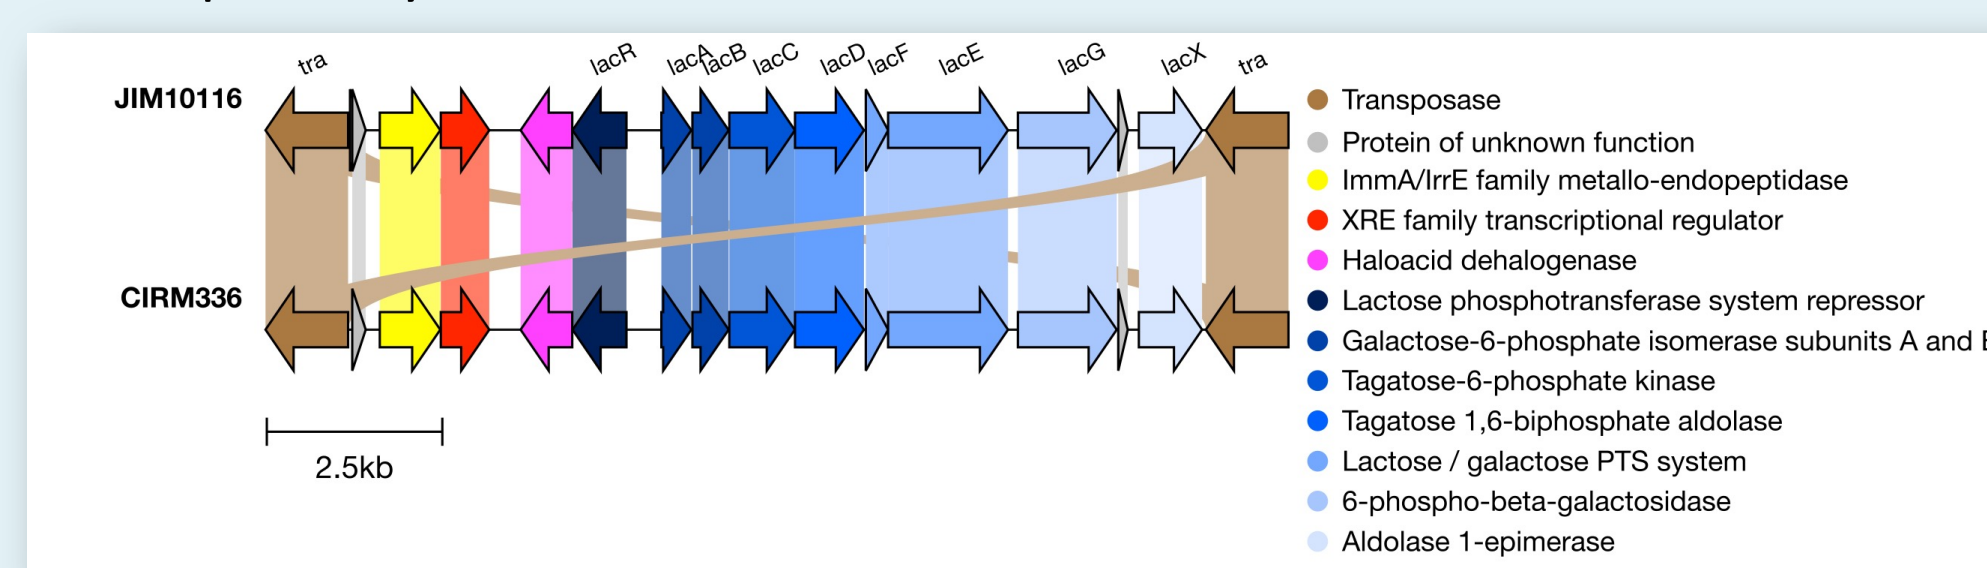 tra lacR lacA lacB lacC lacD lacF lacE lacG lacX tra
JIM10116
CIRM336
2.5kb
Transposase
Protein of unknown function
ImmA/IrrE family metallo-endopeptidase
XRE family transcriptional regulator
Haloacid dehalogenase
Lactose phosphotransferase system repressor
Galactose-6-phosphate isomerase subunits A and
Tagatose-6-phosphate kinase
Tagatose 1,6-biphosphate aldolase
Lactose / galactose PTS system
6-phospho-beta-galactosidase
Aldolase 1-epimerase